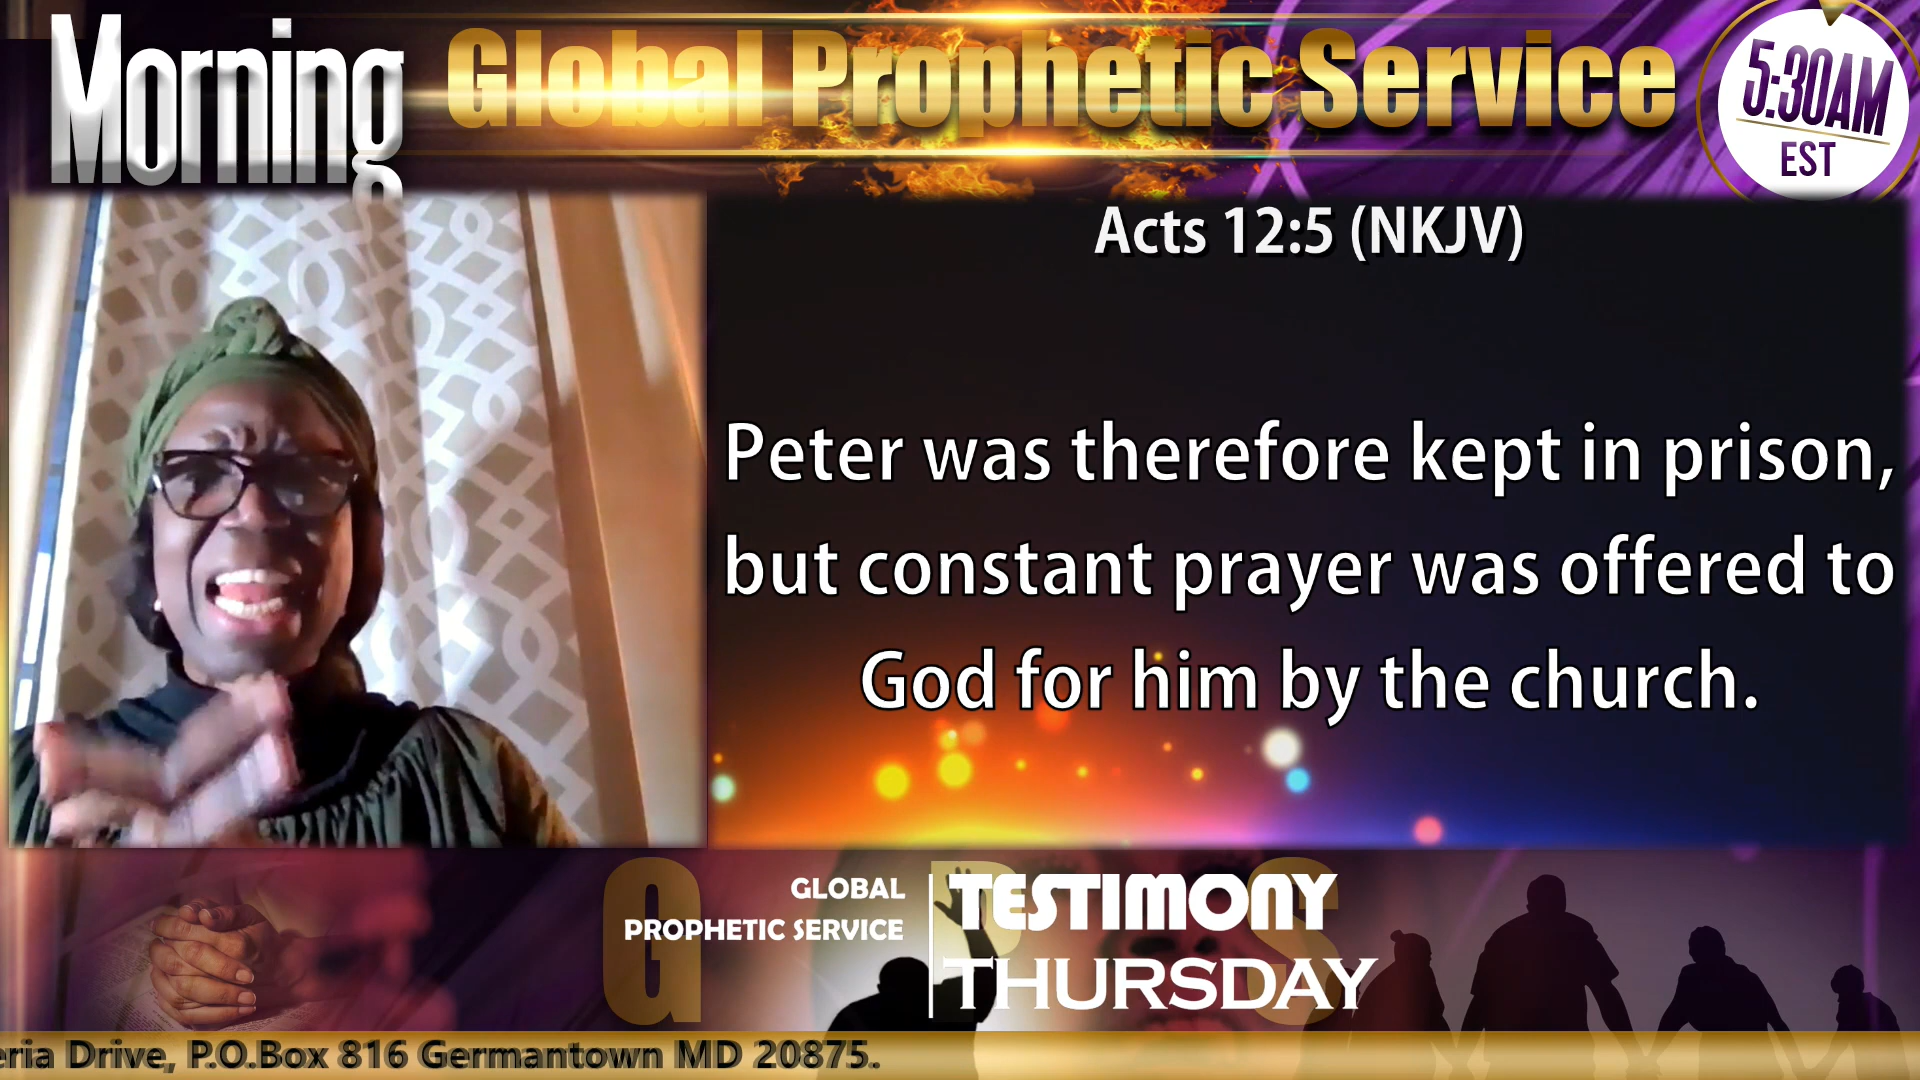 Morning Global Prophetic Service
5:30AM
EST
Acts 12:5 (NKJV)
Peter was therefore kept in prison,
but constant prayer was offered to
God for him by the church.
G P S
GLOBAL
PROPHETIC SERVICE
TESTIMONY
THURSDAY
Drive, P.O.Box 816 Germantown MD 20875.